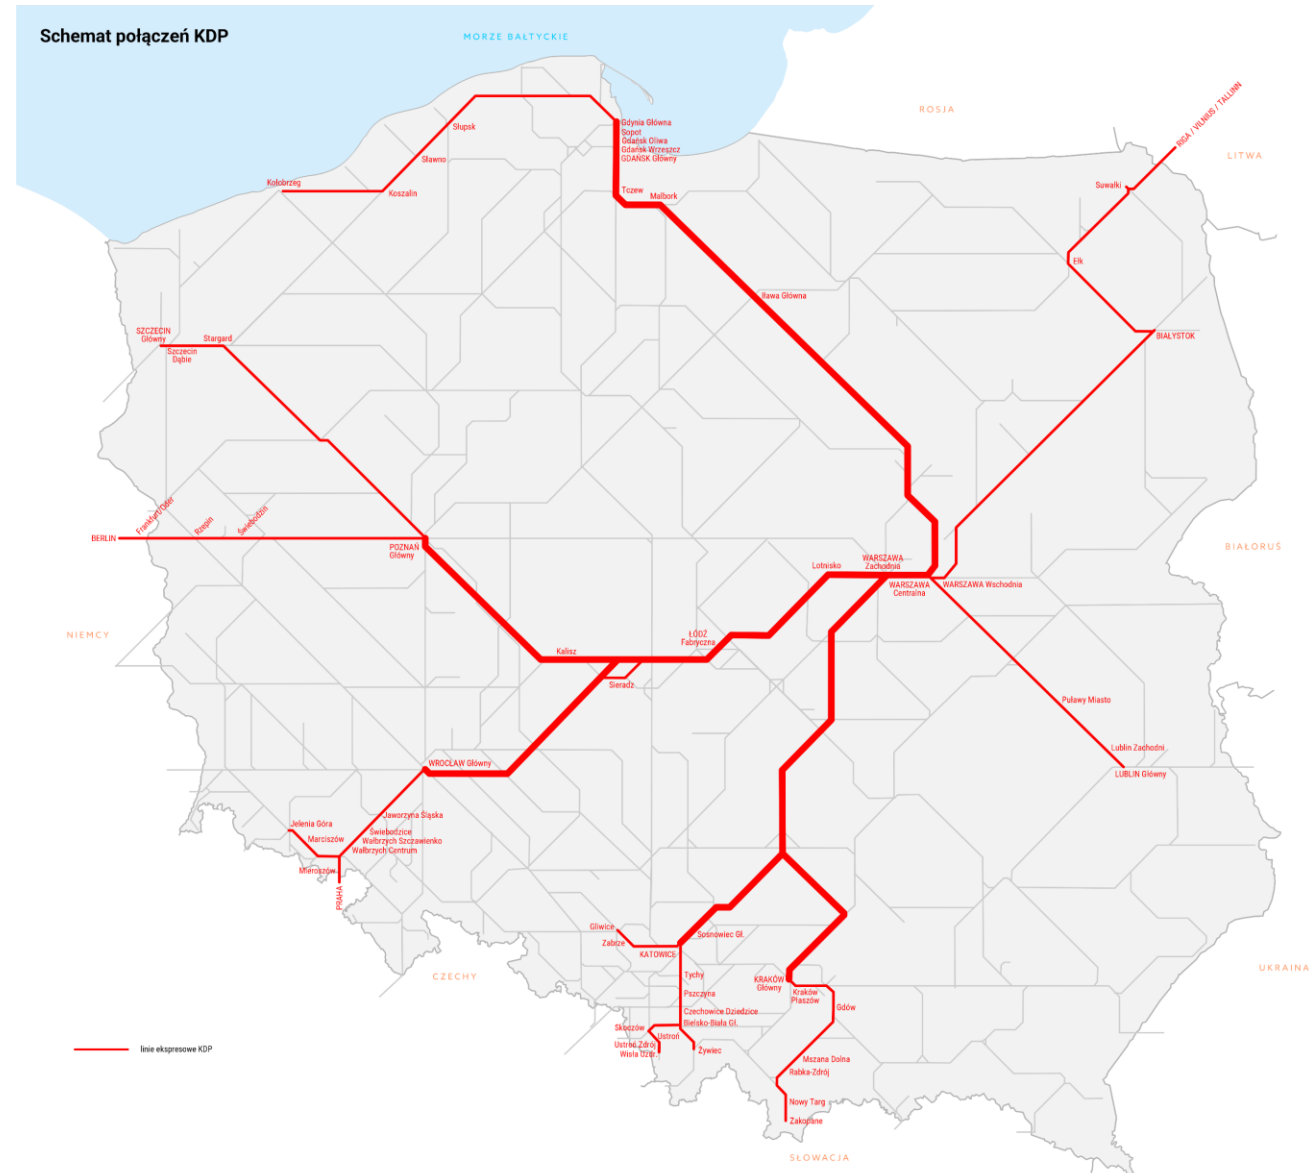 Schemat połączeń KDP
MORZE BAŁTYCKIE
ROSJA
RIGA / VILNIUS / TALLINN
LITWA
Gdynia Główna
Sopot
Gdańsk Oliwa
Gdańsk Wrzeszcz
GDAŃSK Główny
Słupsk
Sławno
Kołobrzeg
Koszalin
Tczew
Malbork
Suwałki
Ełk
Iława Główna
SZCZECIN
Główny
Stargard
Szczecin
Dąbie
BIAŁYSTOK
Frankfurt/Oder
Rzepin
Świebodzin
BERLIN
POZNAŃ
Główny
BIAŁORUŚ
WARSZAWA
Zachodnia
Lotnisko
WARSZAWA
Centralna
WARSZAWA Wschodnia
NIEMCY
ŁÓDŹ
Fabryczna
Kalisz
Sieradz
Puławy Miasto
Lublin Zachodni
LUBLIN Główny
WROCŁAW Główny
Jaworzyna Śląska
Jelenia Góra
Świebodzice
Marciszów
Wałbrzych Szczawienko
Wałbrzych Centrum
Mieroszów
PRAHA
Gliwice
Zabrze
KATOWICE
Sosnowiec Gł.
CZECHY
Tychy
KRAKÓW
Główny
UKRAINA
Pszczyna
Kraków
Płaszów
Gdów
Czechowice Dziedzice
Bielsko-Biała Gł.
Skoczów
Ustroń
Ustroń Zdrój
Wisła Uzdr.
Żywiec
linie ekspresowe KDP
Mszana Dolna
Rabka-Zdrój
Nowy Targ
Zakopane
SŁOWACJA